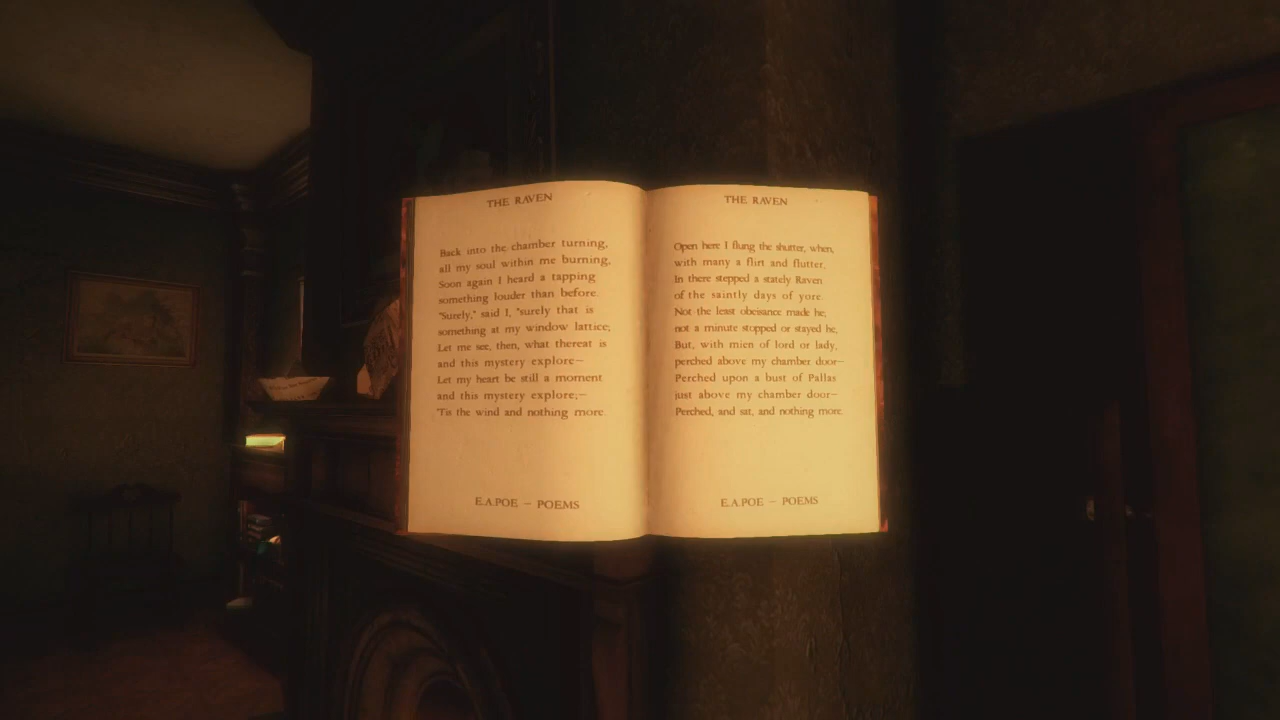 THE RAVEN
Back into the chamber turning,
all my soul within me burning,
Soon again I heard a tapping
something louder than before.
"Surely," said I, "surely that is
something at my window lattice;
Let me see, then, what thereat is
and this mystery explore—
Let my heart be still a moment
and this mystery explore;—
'Tis the wind and nothing more.
E.A.POE — POEMS
THE RAVEN
Open here I flung the shutter, when,
with many a flirt and flutter,
In there stepped a stately Raven
of the saintly days of yore.
Not the least obeisance made he,
not a minute stopped or stayed he,
But, with mien of lord or lady,
perched above my chamber door—
Perched upon a bust of Pallas
just above my chamber door—
Perched, and sat, and nothing more.
E.A.POE — POEMS